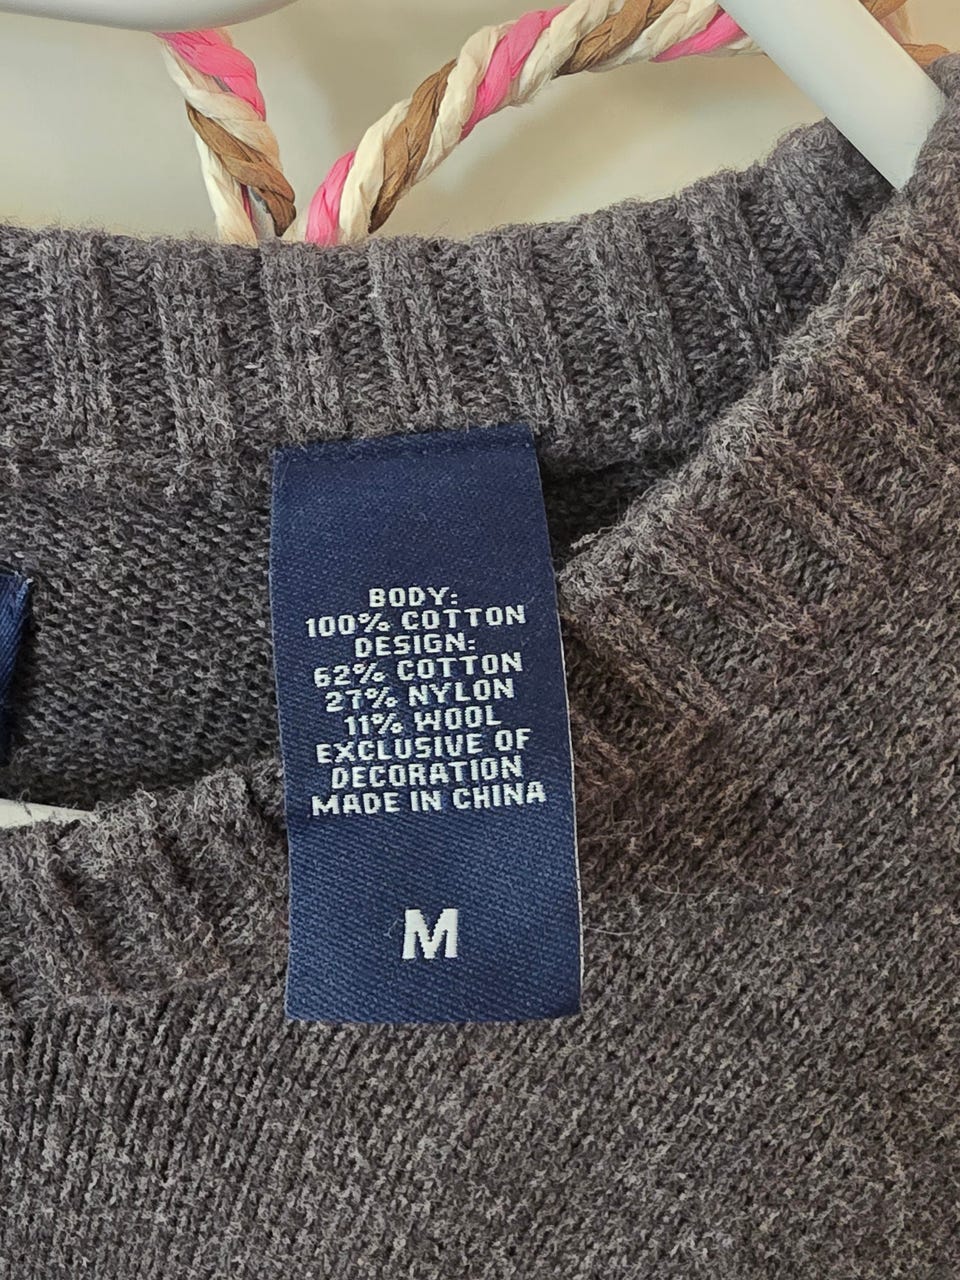 BODY:
100% COTTON
DESIGN:
62% COTTON
27% NYLON
11% WOOL
EXCLUSIVE OF
DECORATION
MADE IN CHINA
M